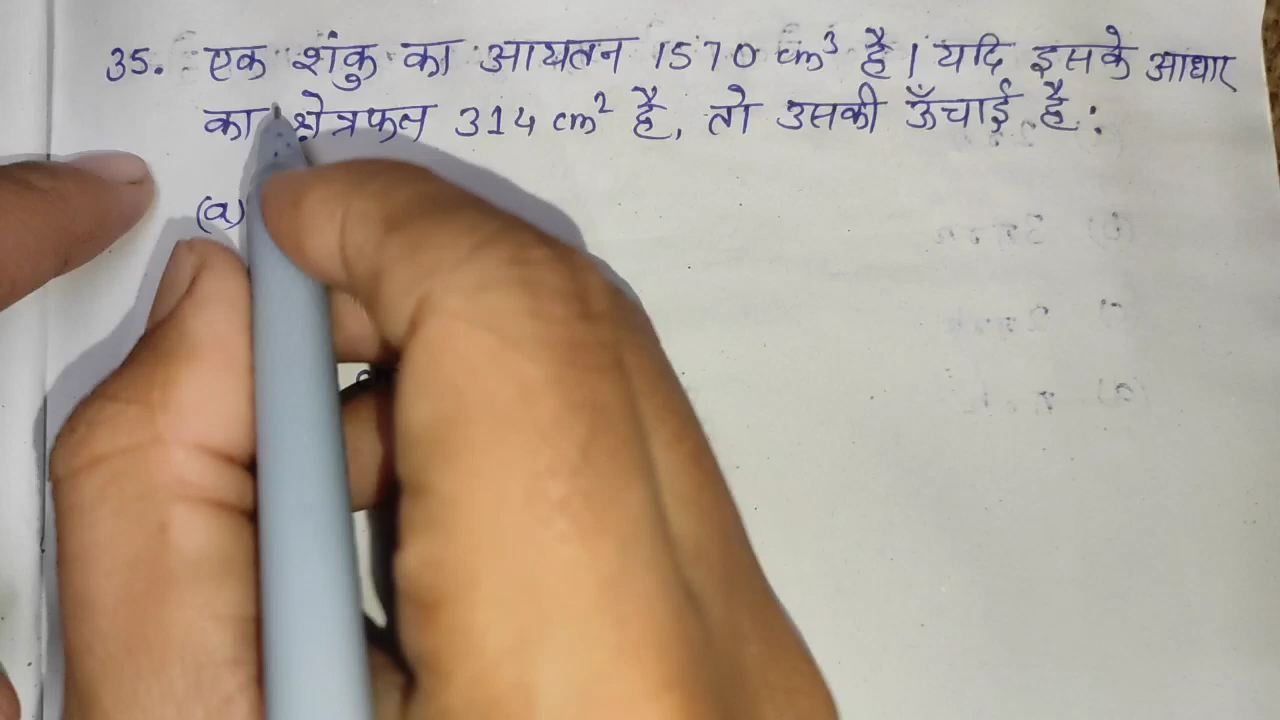 35. एक शंकु का आयतन 1570 cm³ है। यदि इसके आधार
का क्षेत्रफल 314 cm² है, तो उसकी ऊँचाई है:
(a)